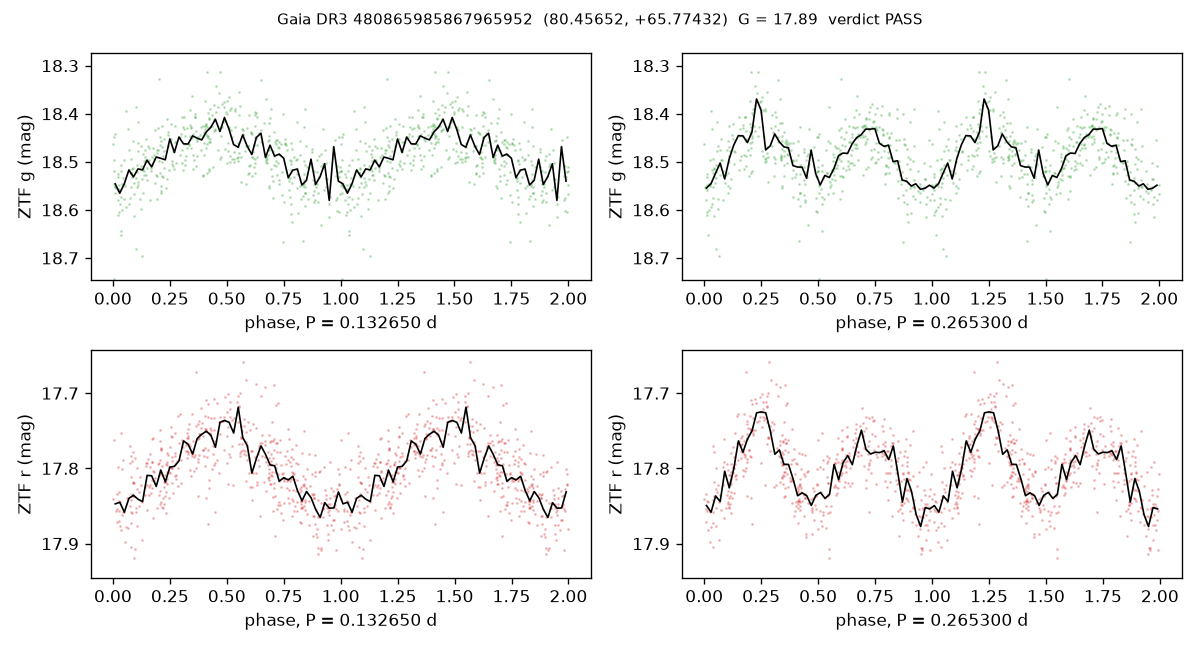 Gaia DR3 480865985867965952 (80.45652, +65.77432) G = 17.89 verdict PASS
ZTF g (mag)
18.3
18.4
18.5
18.6
18.7
0.00 0.25 0.50 0.75 1.00 1.25 1.50 1.75 2.00
phase, P = 0.132650 d
ZTF g (mag)
18.3
18.4
18.5
18.6
18.7
0.00 0.25 0.50 0.75 1.00 1.25 1.50 1.75 2.00
phase, P = 0.265300 d
ZTF r (mag)
17.7
17.8
17.9
0.00 0.25 0.50 0.75 1.00 1.25 1.50 1.75 2.00
phase, P = 0.132650 d
ZTF r (mag)
17.7
17.8
17.9
0.00 0.25 0.50 0.75 1.00 1.25 1.50 1.75 2.00
phase, P = 0.265300 d